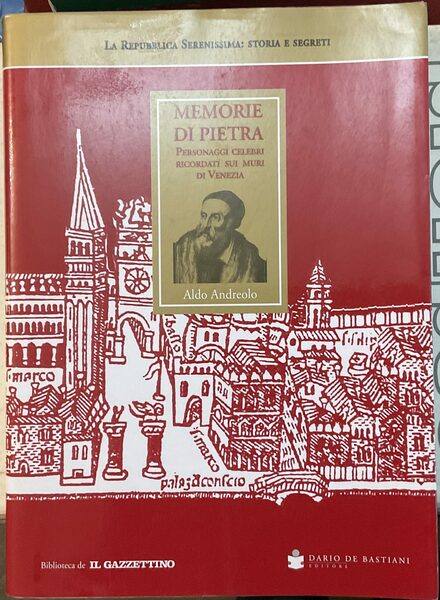 La Repubblica Serenissima: storia e segreti
MEMORIE
DI PIETRA
Personaggi celebri
ricordati sui muri
di Venezia
Aldo Andreolo
marco
Biblioteca de IL GAZZETTINO
DARIO DE BASTIANI
EDITORE